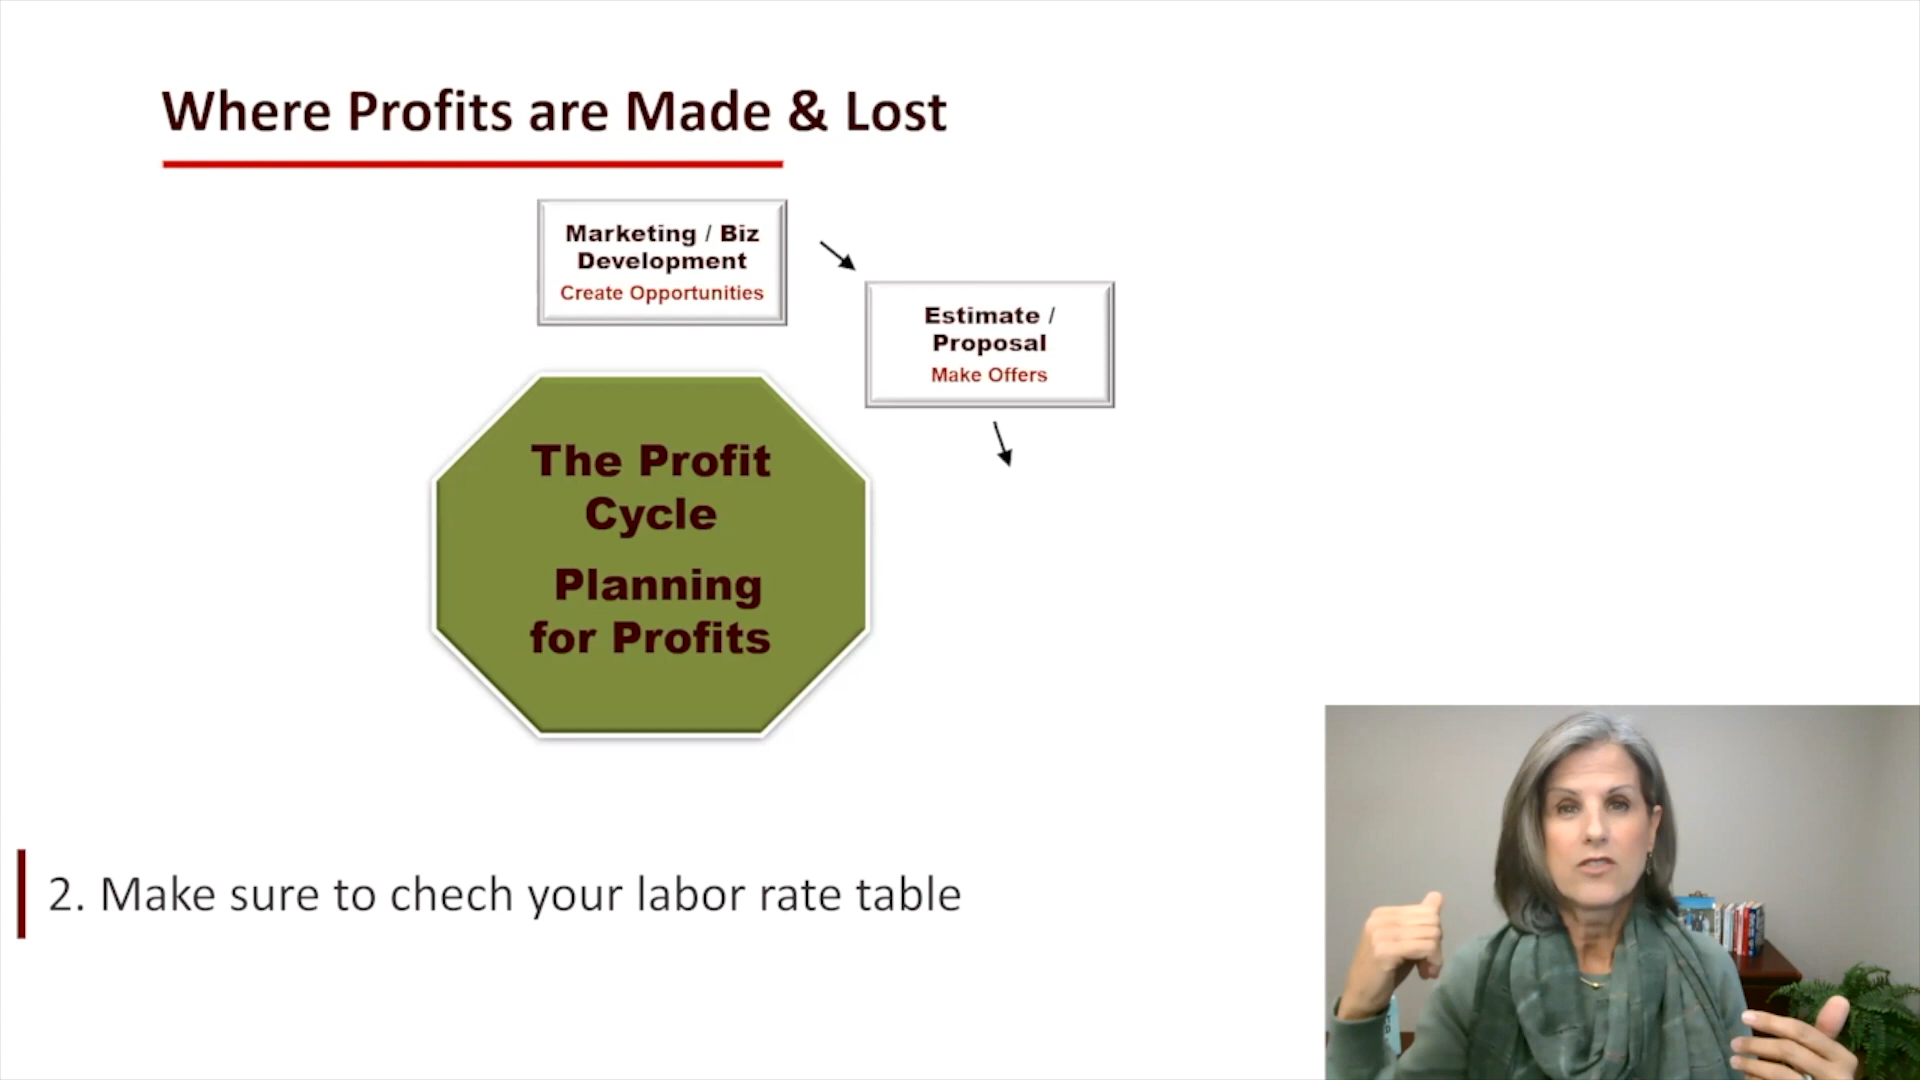 Where Profits are Made & Lost
Marketing / Biz
Development
Create Opportunities
Estimate /
Proposal
Make Offers
The Profit
Cycle
Planning
for Profits
2. Make sure to chech your labor rate table